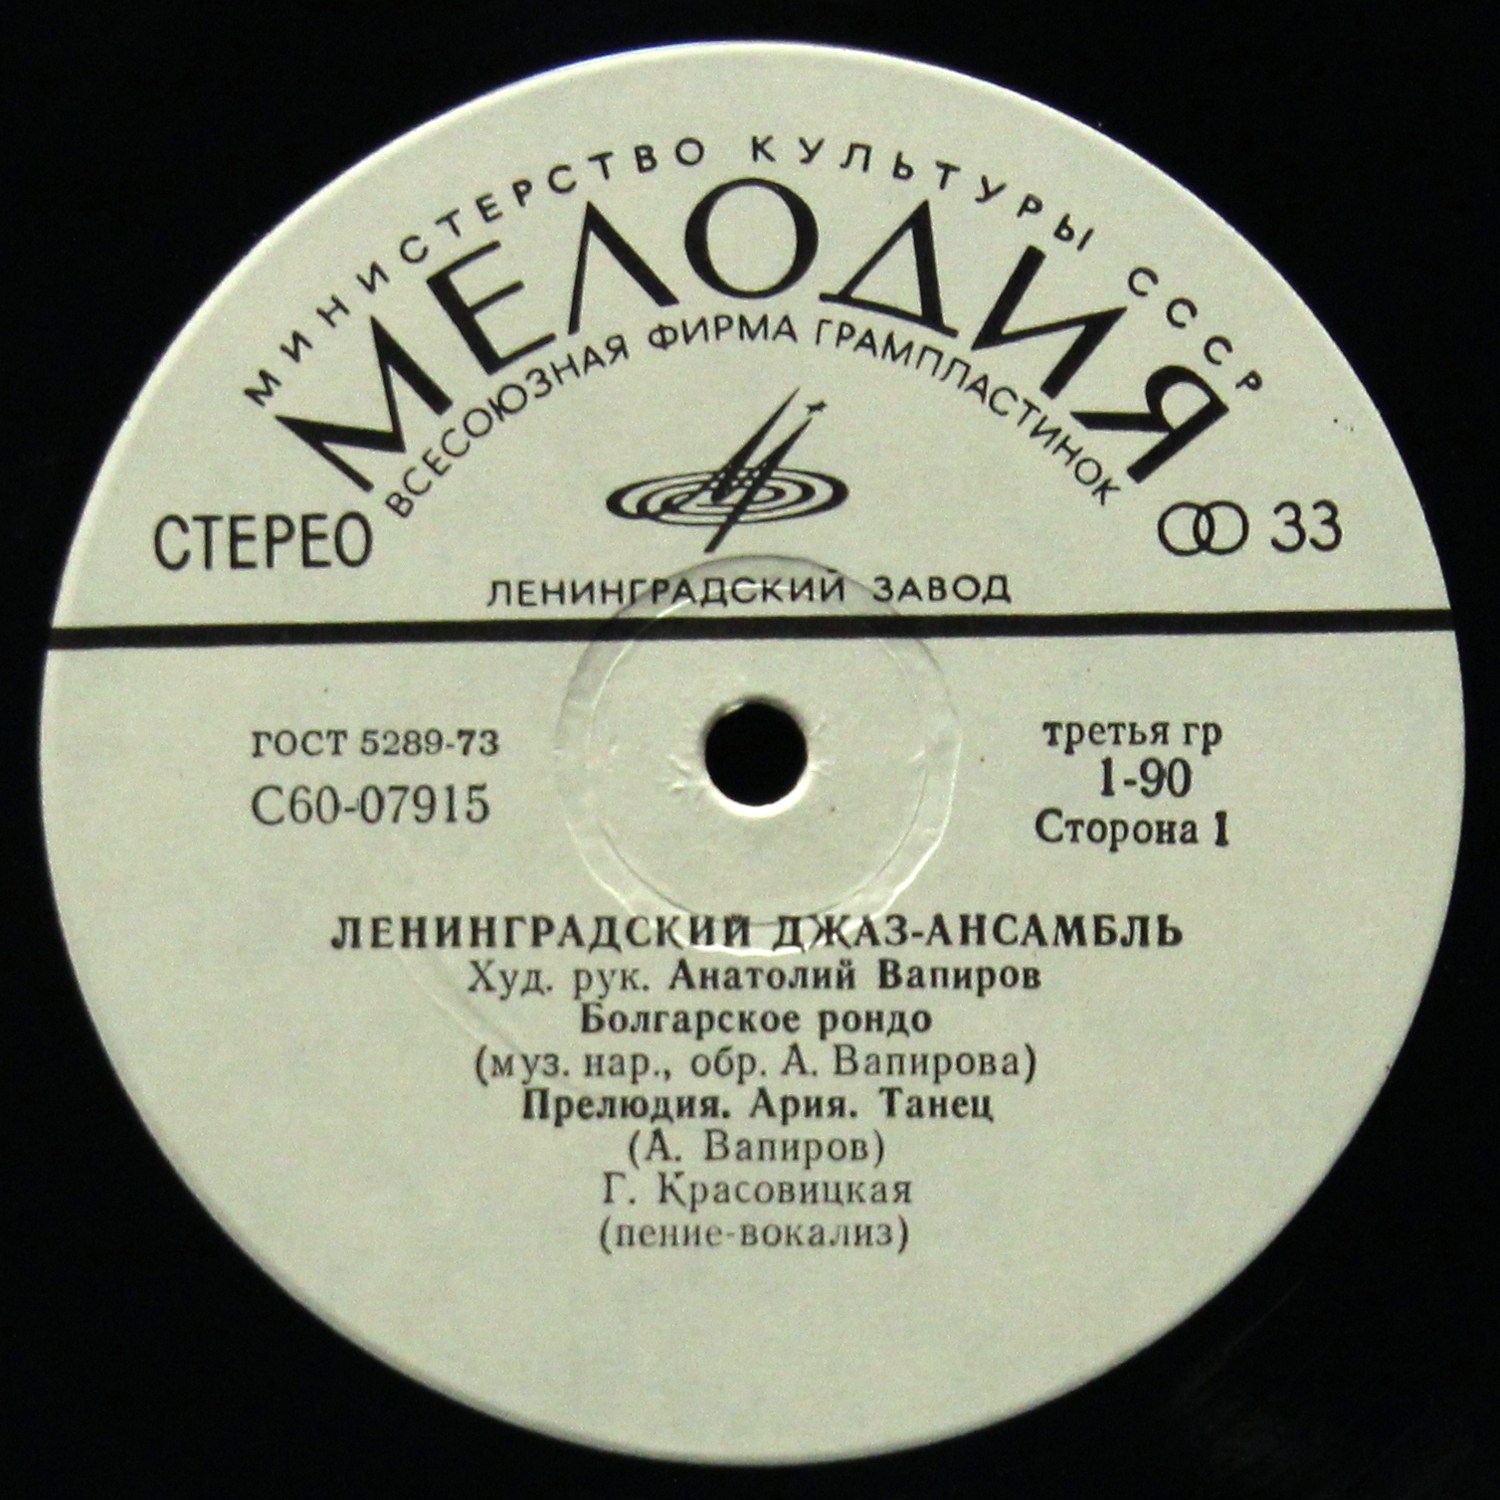 МИНИСТЕРСТВО КУЛЬТУРЫ СССР
МЕЛОДИЯ
ВСЕСОЮЗНАЯ ФИРМА ГРАМПЛАСТИНОК
СТЕРЕО
33
ЛЕНИНГРАДСКИЙ ЗАВОД
ГОСТ 5289-73
С60-07915
третья гр
1-90
Сторона 1
ЛЕНИНГРАДСКИЙ ДЖАЗ-АНСАМБЛЬ
Худ. рук. Анатолий Вапиров
Болгарское рондо
(муз. нар., обр. А. Вапирова)
Прелюдия. Ария. Танец
(А. Вапиров)
Г. Красовицкая
(пение-вокализ)